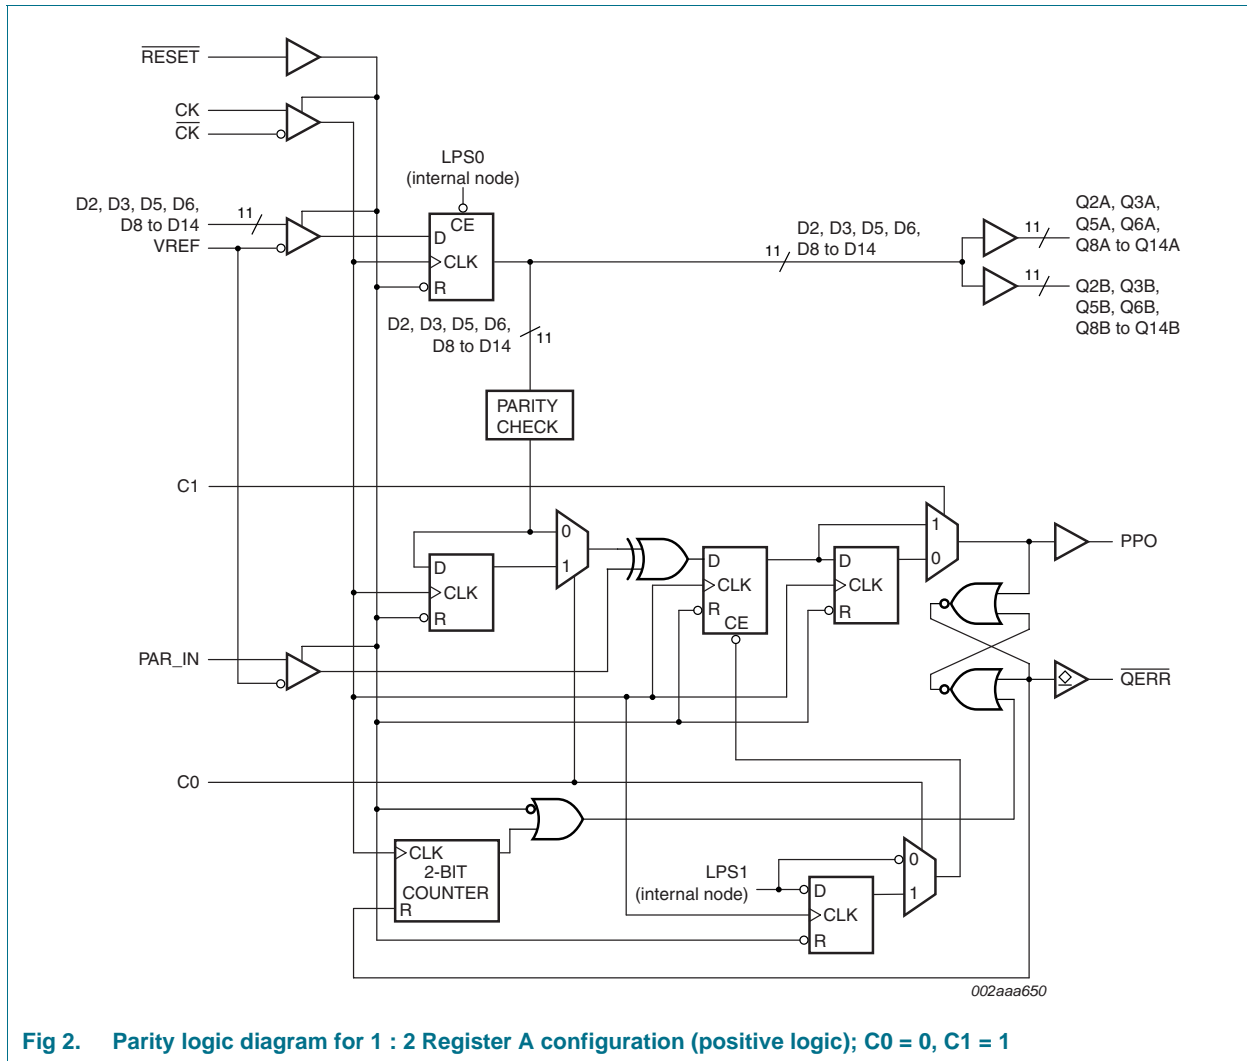 RESET
CK
CK
LPS0
(internal node)
D2, D3, D5, D6,
D8 to D14
11
VREF
CE
D
CLK
R
D2, D3, D5, D6,
D8 to D14
11
11
Q2A, Q3A,
Q5A, Q6A,
Q8A to Q14A
11
Q2B, Q3B,
Q5B, Q6B,
Q8B to Q14B
D2, D3, D5, D6,
D8 to D14
11
PARITY
CHECK
C1
D
CLK
R
0
1
D
CLK
R
CE
D
CLK
R
1
0
PPO
PAR_IN
QERR
C0
CLK
2-BIT
COUNTER
R
LPS1
(internal node)
D
CLK
R
0
1
002aaa650
Fig 2. Parity logic diagram for 1 : 2 Register A configuration (positive logic); C0 = 0, C1 = 1